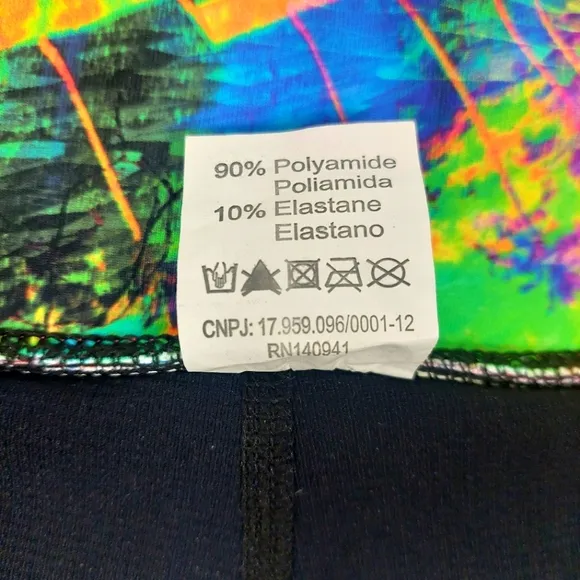 90% Polyamide
Poliamida
10% Elastane
Elastano
CNPJ: 17.959.096/0001-12
RN140941